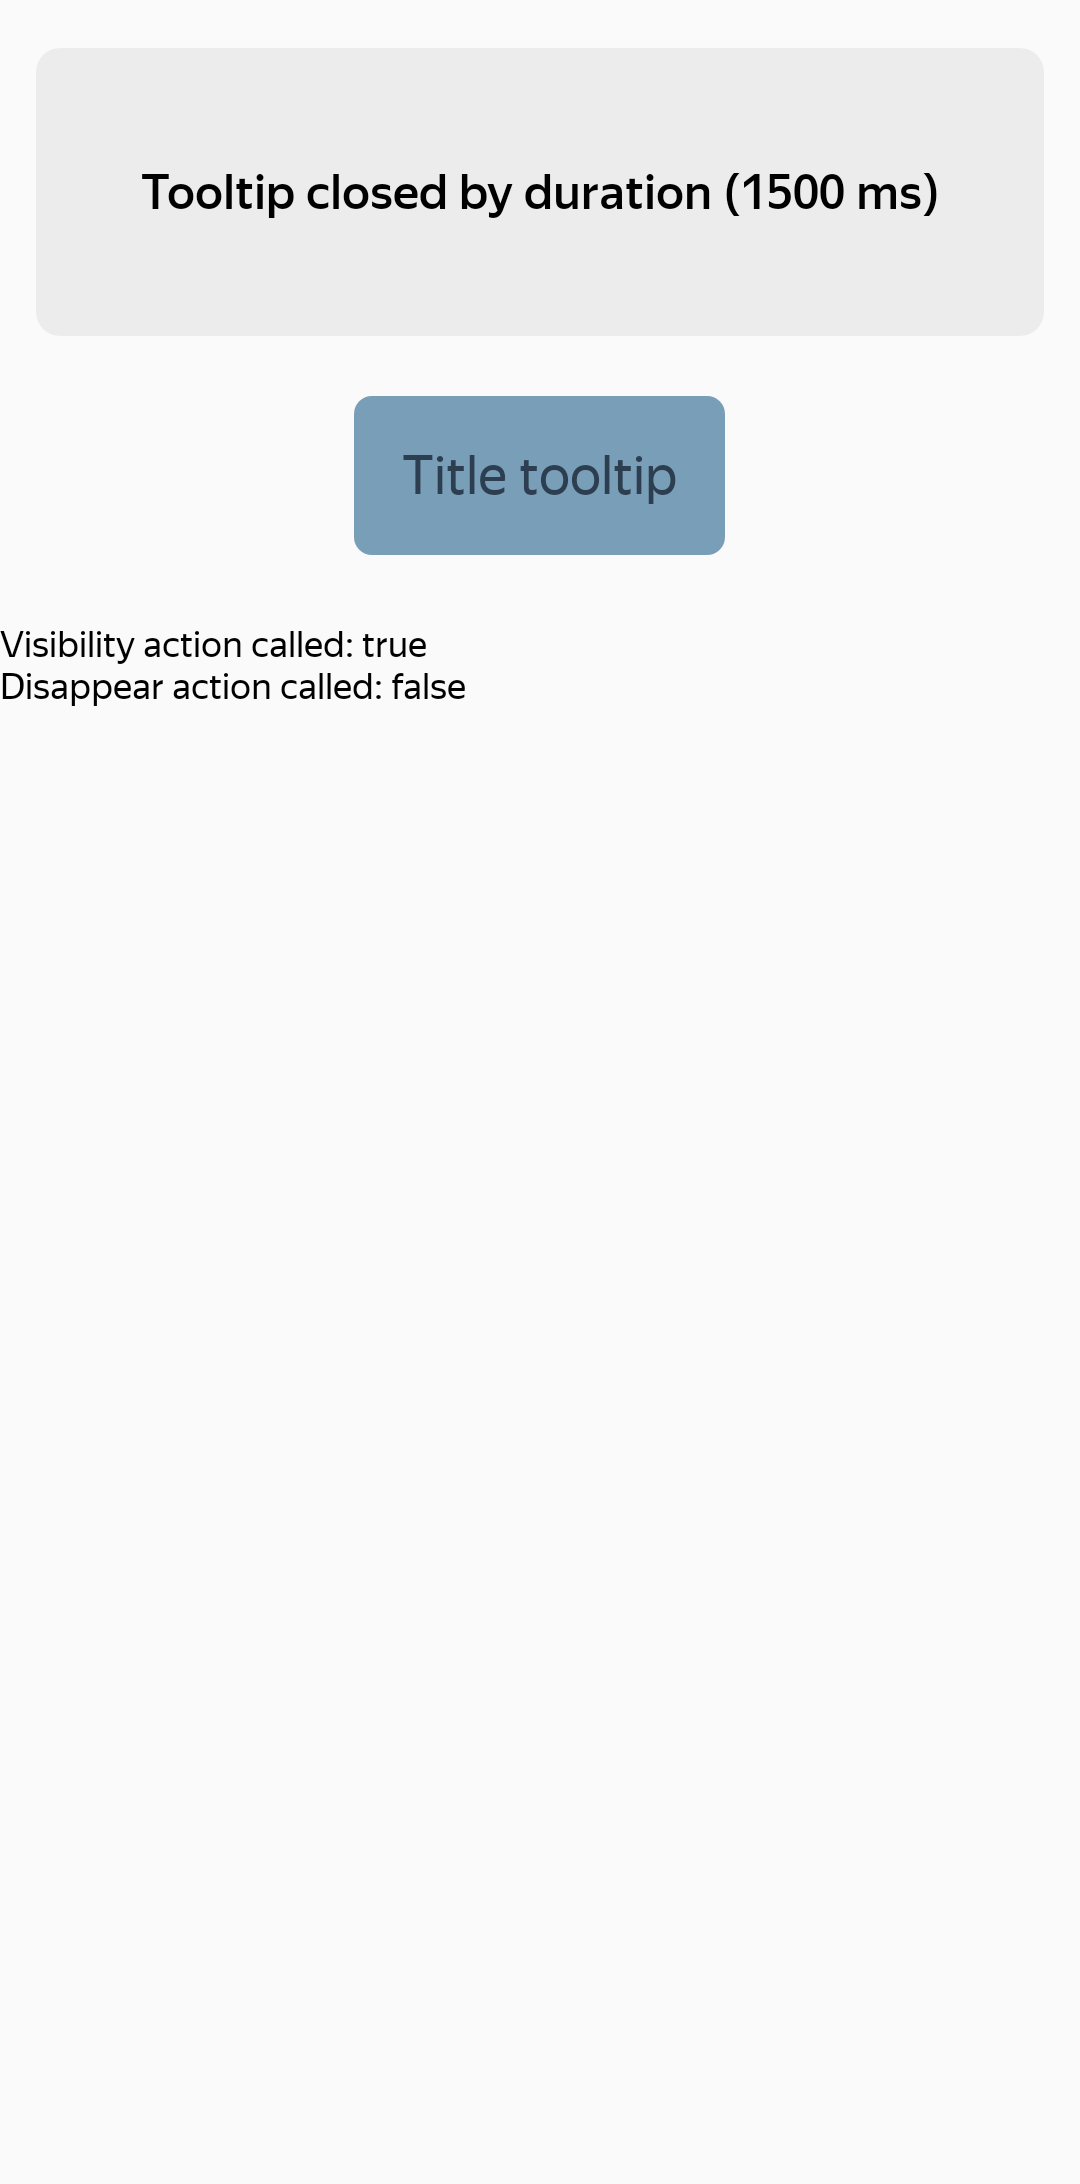 Tooltip closed by duration (1500 ms)
Title tooltip
Visibility action called: true
Disappear action called: false